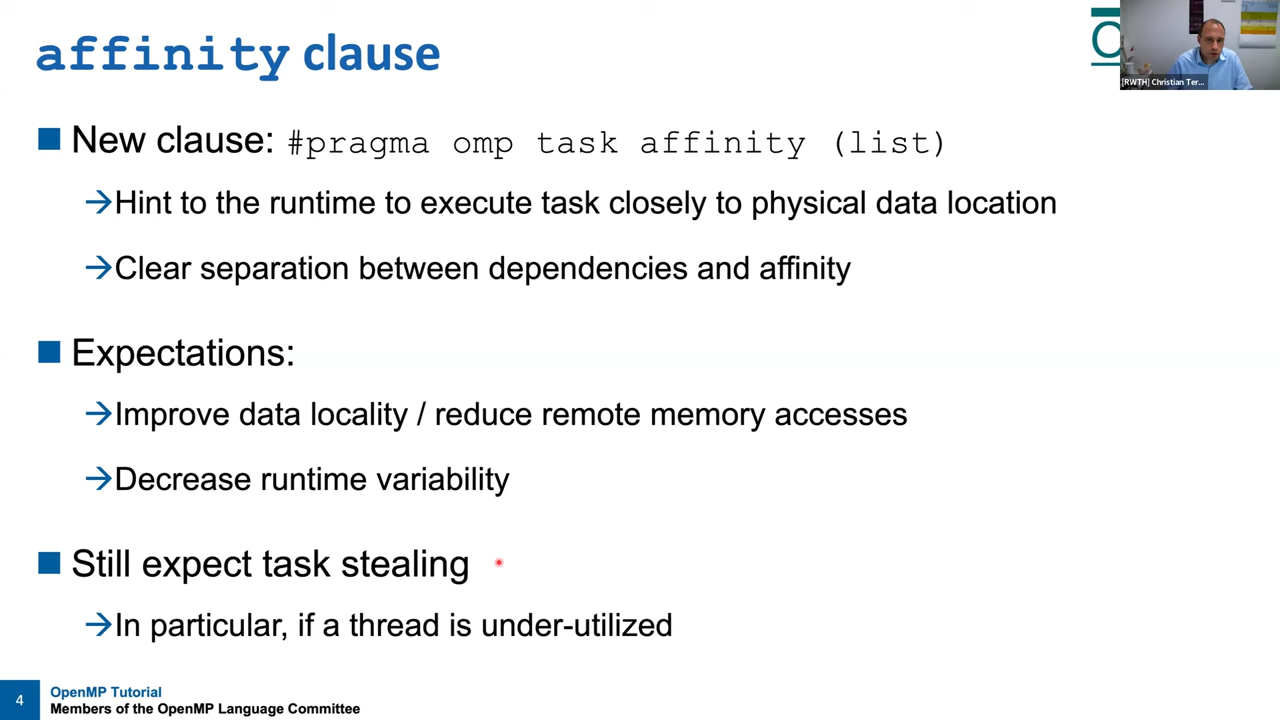 affinity clause
[RWTH] Christian Ter...
New clause: #pragma omp task affinity (list)
→Hint to the runtime to execute task closely to physical data location
→Clear separation between dependencies and affinity
Expectations:
→Improve data locality / reduce remote memory accesses
→Decrease runtime variability
Still expect task stealing
→In particular, if a thread is under-utilized
4
OpenMP Tutorial
Members of the OpenMP Language Committee